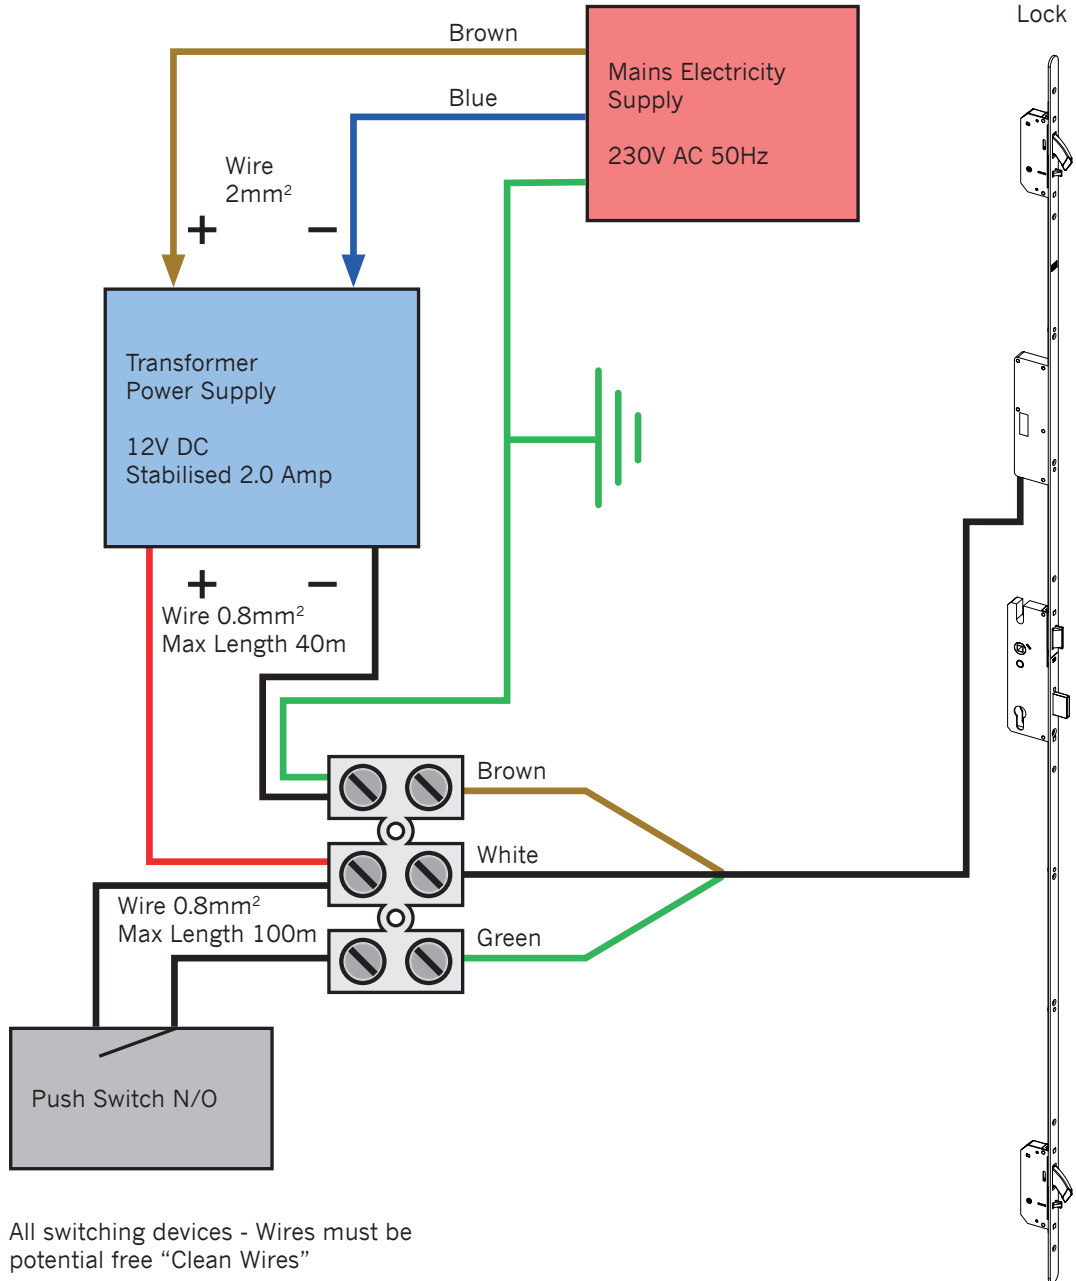 Lock
Brown
Mains Electricity
Supply
Blue
230V AC 50Hz
Wire
2mm²
+ −
Transformer
Power Supply
12V DC
Stabilised 2.0 Amp
+ −
Wire 0.8mm²
Max Length 40m
Brown
White
Wire 0.8mm²
Max Length 100m
Green
Push Switch N/O
All switching devices - Wires must be
potential free “Clean Wires”